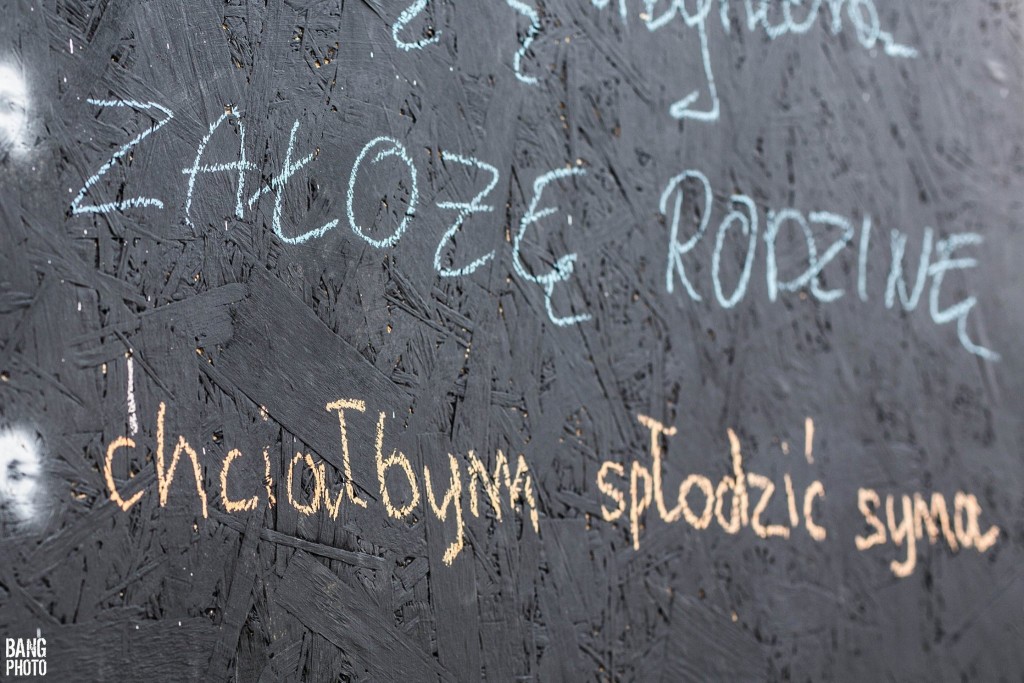 ZAŁOŻĘ RODZINĘ
chciałbym spłodzić syna
BANG
PHOTO